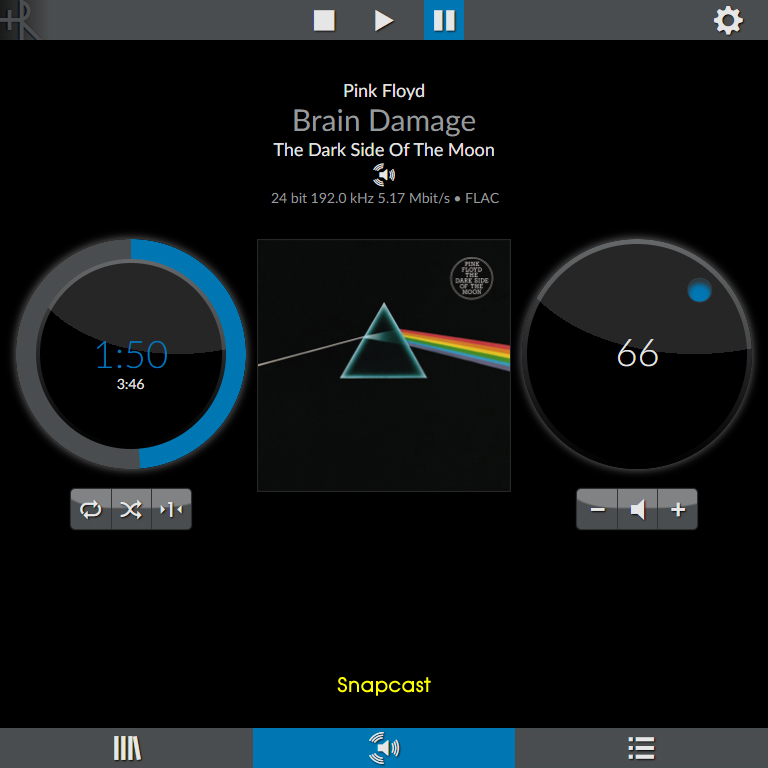 Pink Floyd
Brain Damage
The Dark Side Of The Moon
24 bit 192.0 kHz 5.17 Mbit/s • FLAC
PINK
FLOYD
THE
DARK SIDE
OF THE
MOON
1:50
3:46
66
1
Snapcast